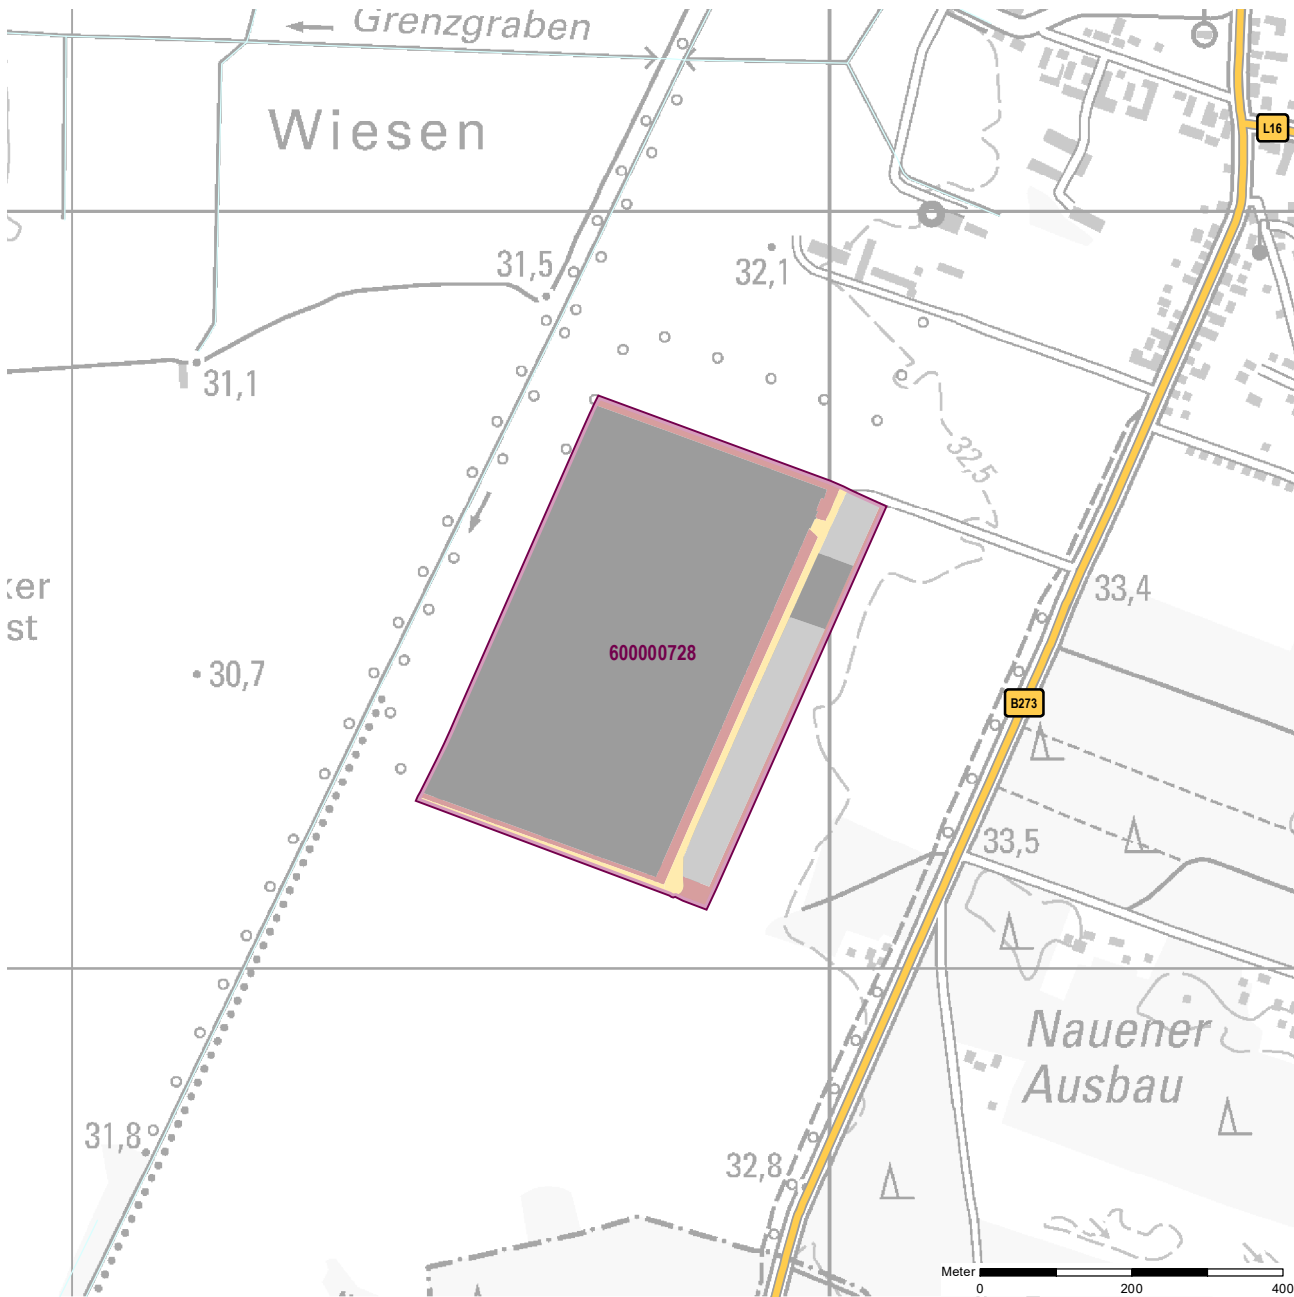 Grenzgraben
Wiesen
L16
31,5
32,1
31,1
32,5
ker
st
33,4
600000728
30,7
B273
33,5
Nauener
Ausbau
31,8
32,8
Meter
0
200
400